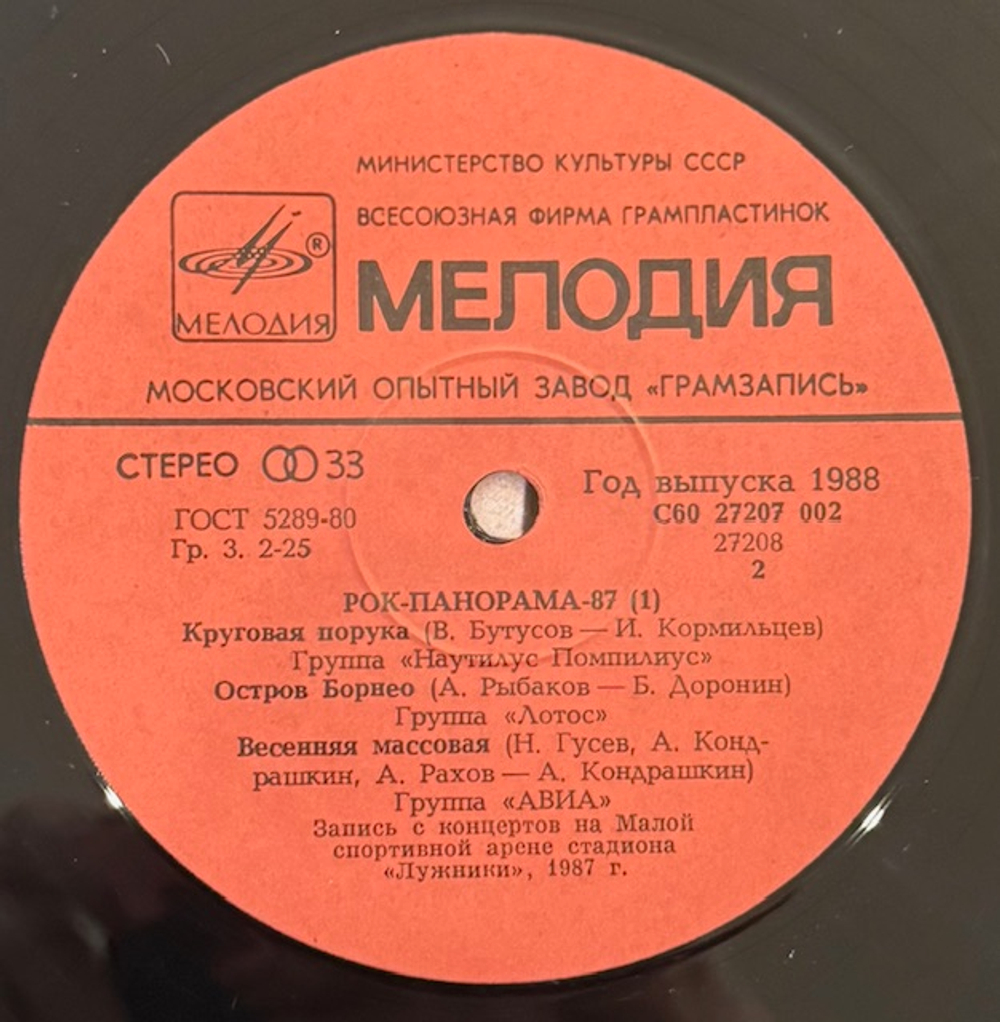 МИНИСТЕРСТВО КУЛЬТУРЫ СССР
ВСЕСОЮЗНАЯ ФИРМА ГРАМПЛАСТИНОК
®
МЕЛОДИЯ
МЕЛОДИЯ
МОСКОВСКИЙ ОПЫТНЫЙ ЗАВОД «ГРАМЗАПИСЬ»
СТЕРЕО 33
ГОСТ 5289-80
Гр. 3. 2-25
Год выпуска 1988
С60 27207 002
27208
2
РОК-ПАНОРАМА-87 (1)
Круговая порука (В. Бутусов — И. Кормильцев)
Группа «Наутилус Помпилиус»
Остров Борнео (А. Рыбаков — Б. Доронин)
Группа «Лотос»
Весенняя массовая (Н. Гусев, А. Конд-
рашкин, А. Рахов — А. Кондрашкин)
Группа «АВИА»
Запись с концертов на Малой
спортивной арене стадиона
«Лужники», 1987 г.